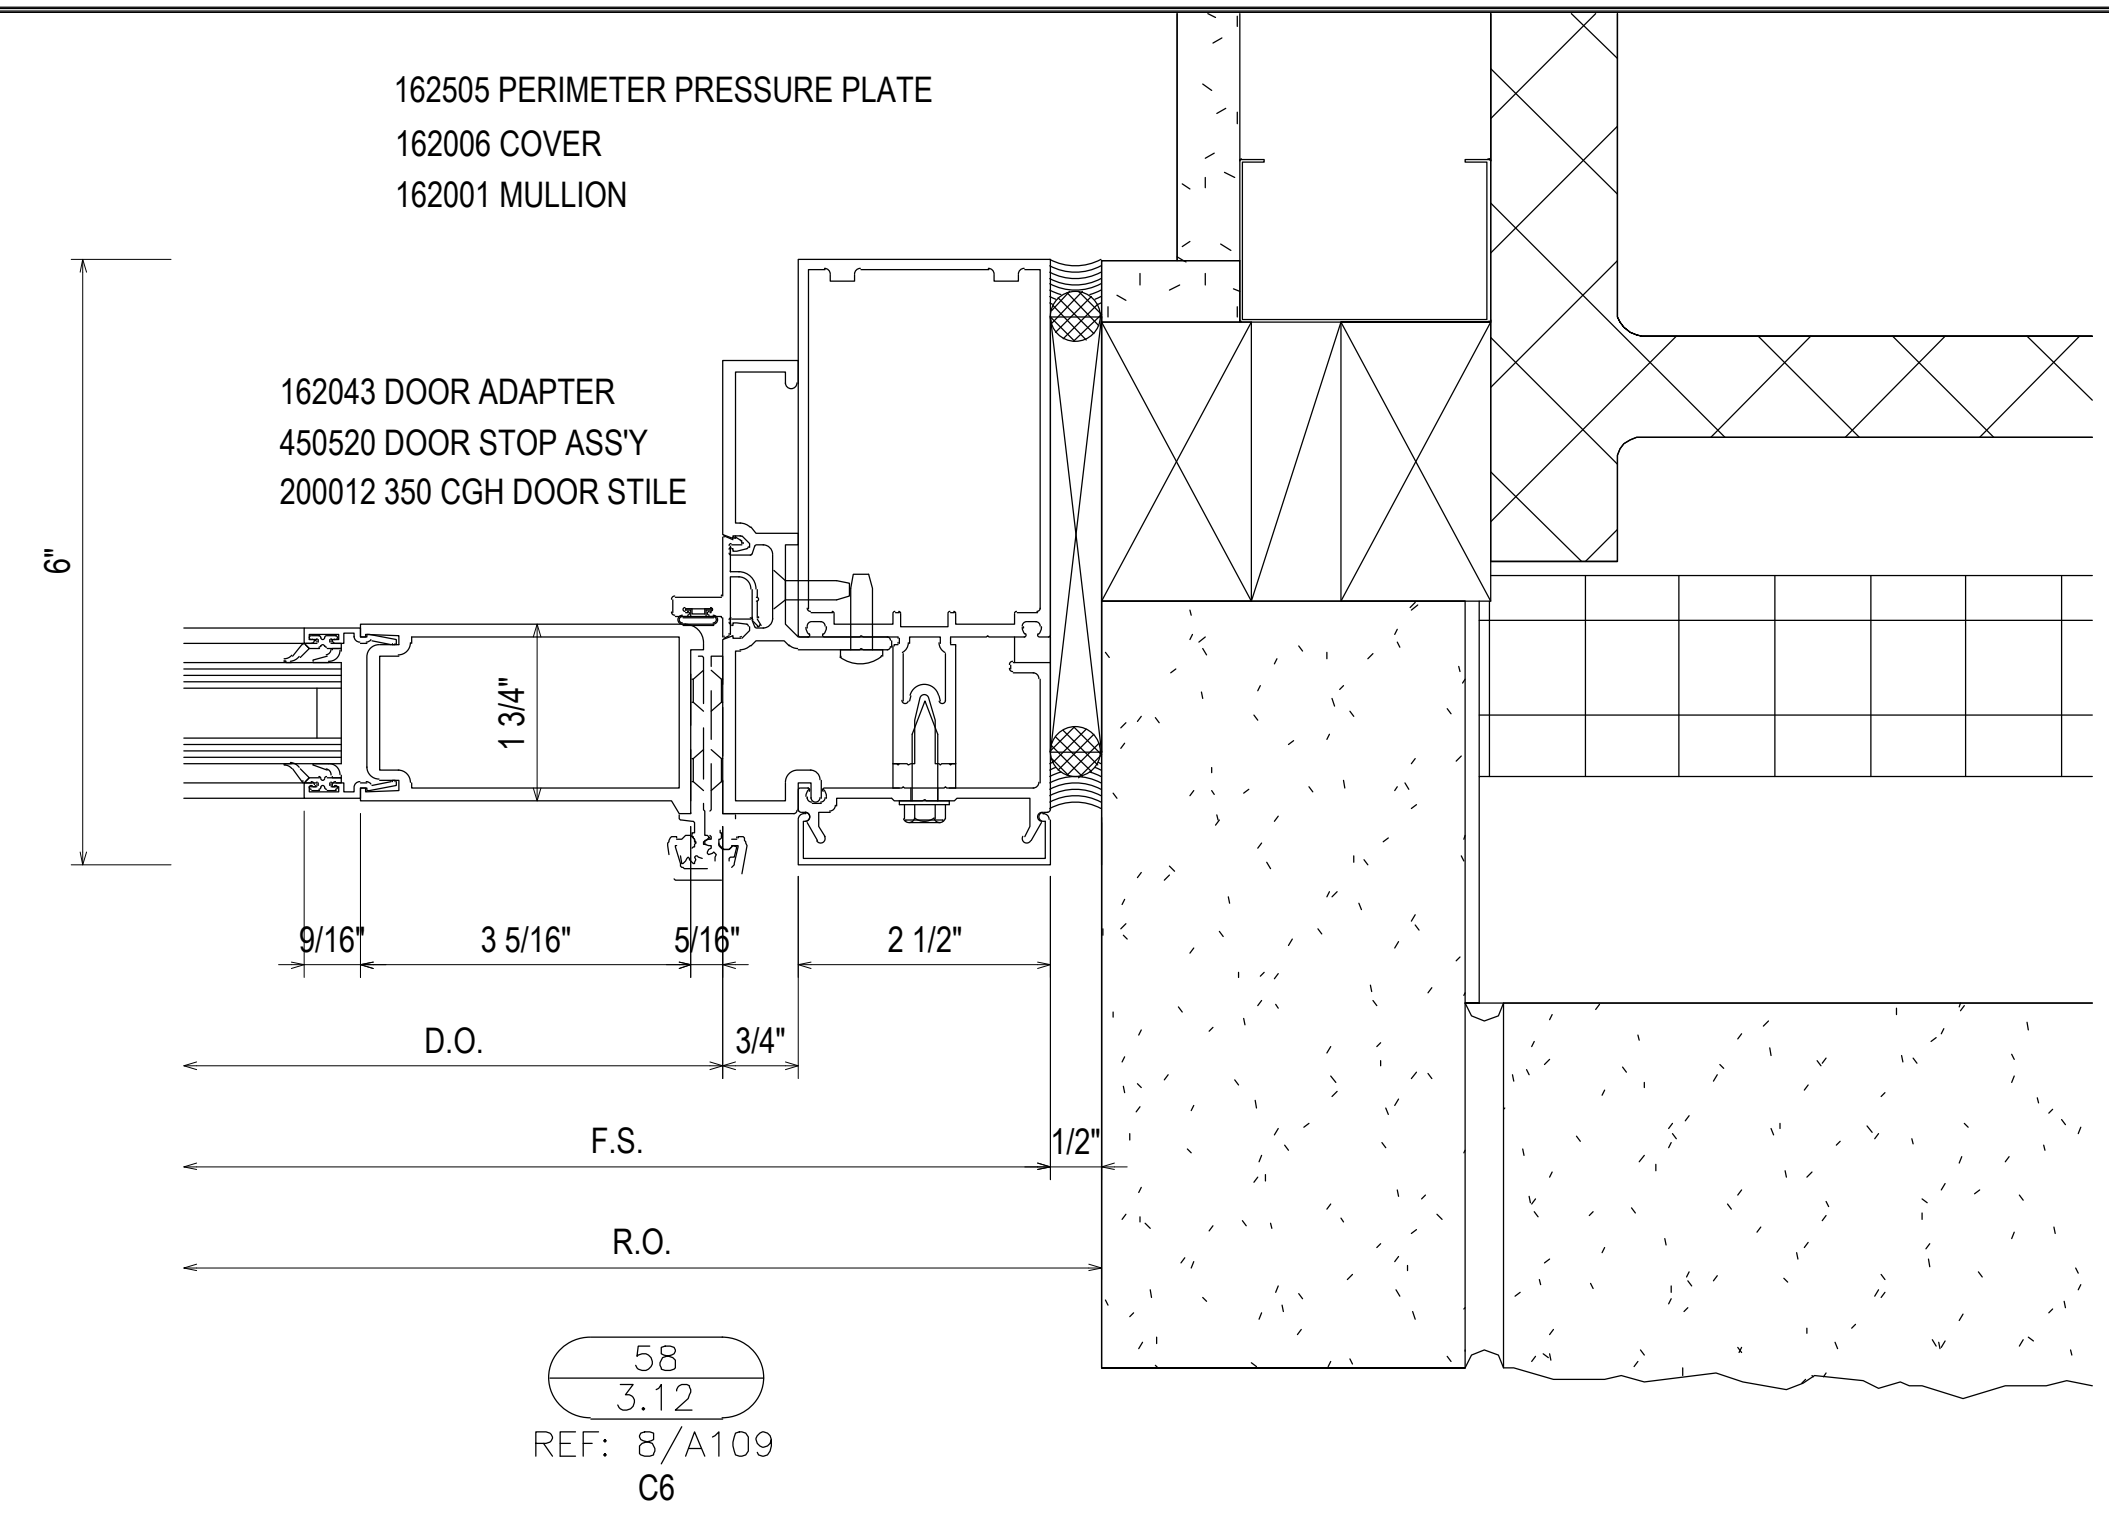 162505 PERIMETER PRESSURE PLATE
162006 COVER
162001 MULLION
162043 DOOR ADAPTER
450520 DOOR STOP ASS'Y
200012 350 CGH DOOR STILE
6"
1 3/4"
9/16"
3 5/16"
5/16"
2 1/2"
D.O.
3/4"
F.S.
1/2"
R.O.
58
3.12
REF: 8/A109
C6